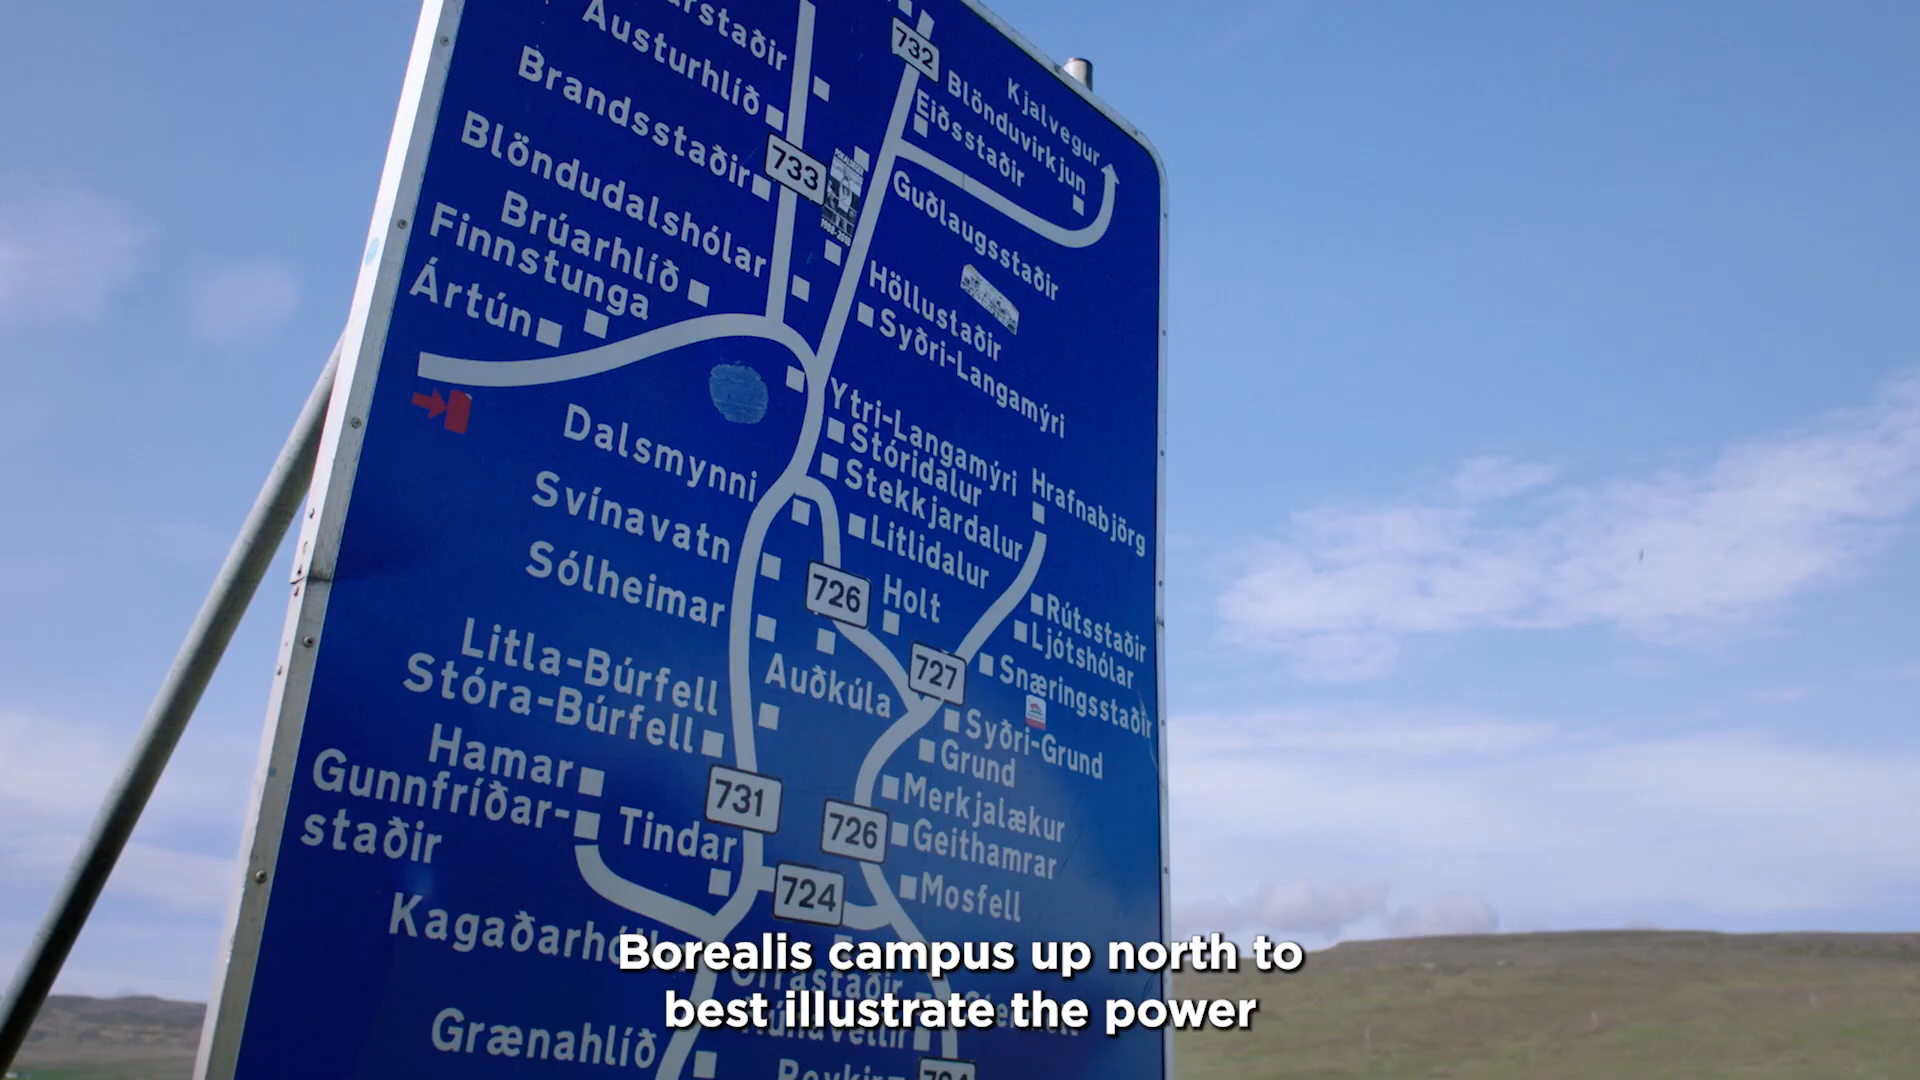 Austurhlíð
Brandsstaðir
Blöndudalshólar
Brúarhlíð
Finnstunga
Ártún
733
732
Kjalvegur
Blönduvirkjun
Eiðsstaðir
Guðlaugsstaðir
Höllustaðir
Syðri-Langamýri
Ytri-Langamýri
Stóridalur
Stekkjardalur
Litlidalur
Hrafnabjörg
Dalsmynni
Svínavatn
Sólheimar
726
Holt
Auðkúla
727
Rútsstaðir
Ljótshólar
Snæringsstaðir
Syðri-Grund
Grund
Merkjalækur
Geithamrar
Mosfell
Litla-Búrfell
Stóra-Búrfell
Hamar
Gunnfríðar-
staðir
Tindar
731
726
724
Grænahlíð
Borealis campus up north to
best illustrate the power